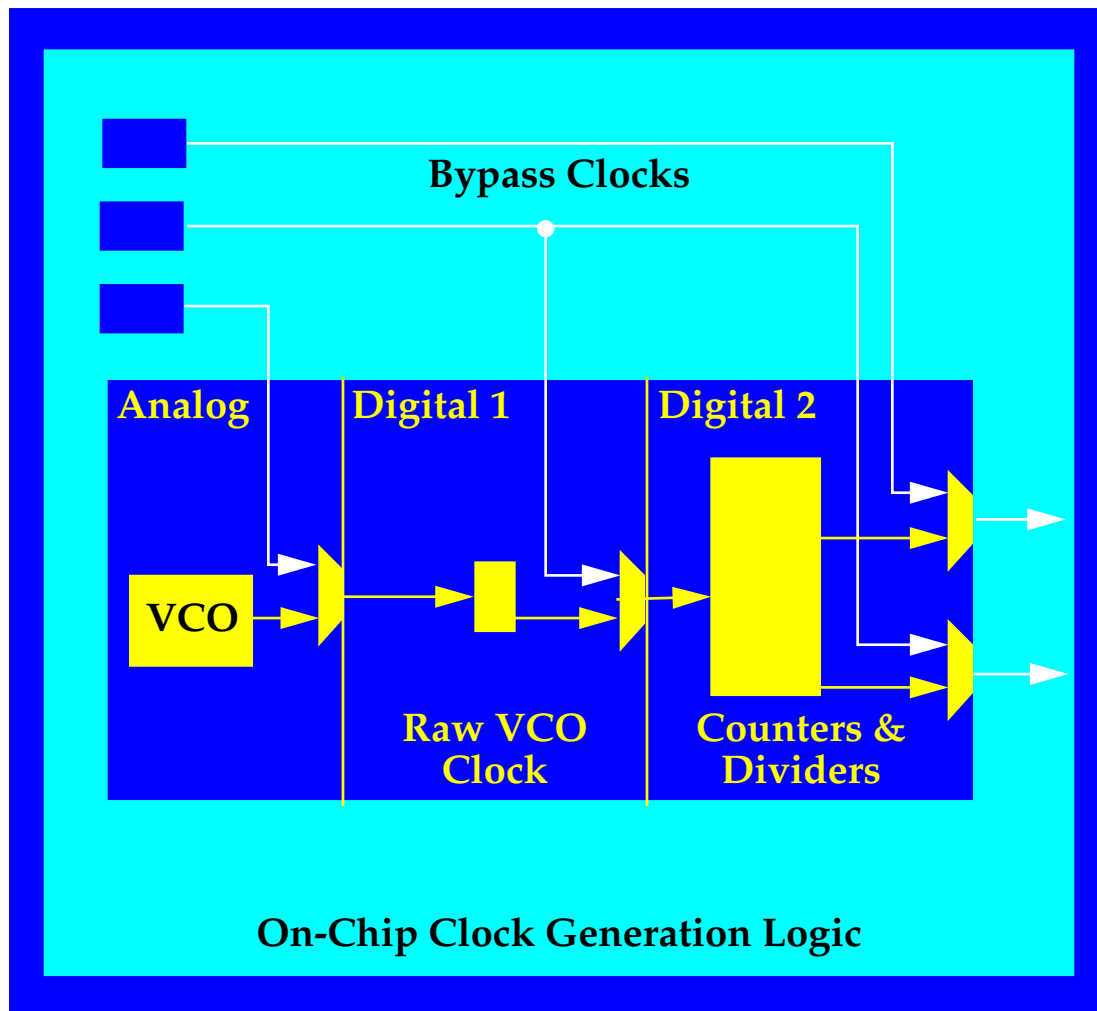 Bypass Clocks
Analog
Digital 1
Digital 2
VCO
Raw VCO
Clock
Counters &
Dividers
On-Chip Clock Generation Logic